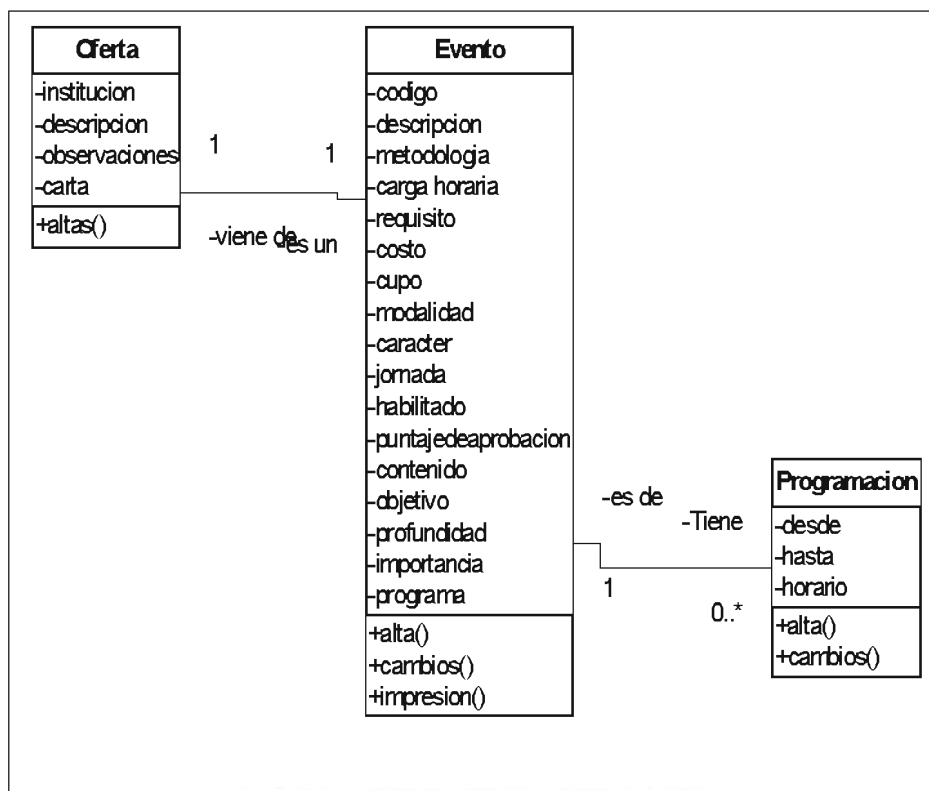 Oferta
-institucion
-descripcion
-observaciones
-carta
+altas()
1
1
-viene de
-es un
Evento
-codigo
-descripcion
-metodologia
-carga horaria
-requisito
-costo
-cupo
-modalidad
-caracter
-jornada
-habilitado
-puntajedeaprobacion
-contenido
-objetivo
-profundidad
-importancia
-programa
+alta()
+cambios()
+impresion()
-es de
-Tiene
1
0..*
Programacion
-desde
-hasta
-horario
+alta()
+cambios()